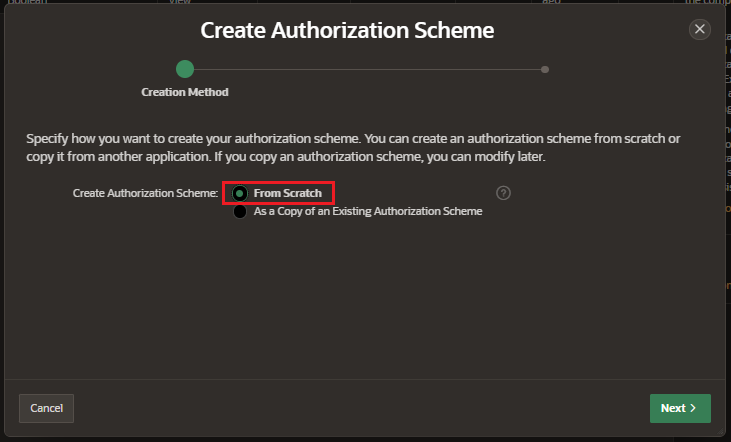 Create Authorization Scheme
Creation Method
Specify how you want to create your authorization scheme. You can create an authorization scheme from scratch or
copy it from another application. If you copy an authorization scheme, you can modify later.
Create Authorization Scheme: From Scratch
As a Copy of an Existing Authorization Scheme
Cancel
Next